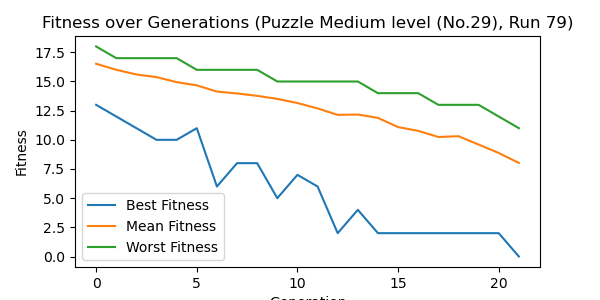 Fitness over Generations (Puzzle Medium level (No.29), Run 79)
17.5
15.0
12.5
10.0
7.5
5.0
2.5
0.0
Fitness
Best Fitness
Mean Fitness
Worst Fitness
0
5
10
15
20
Generation